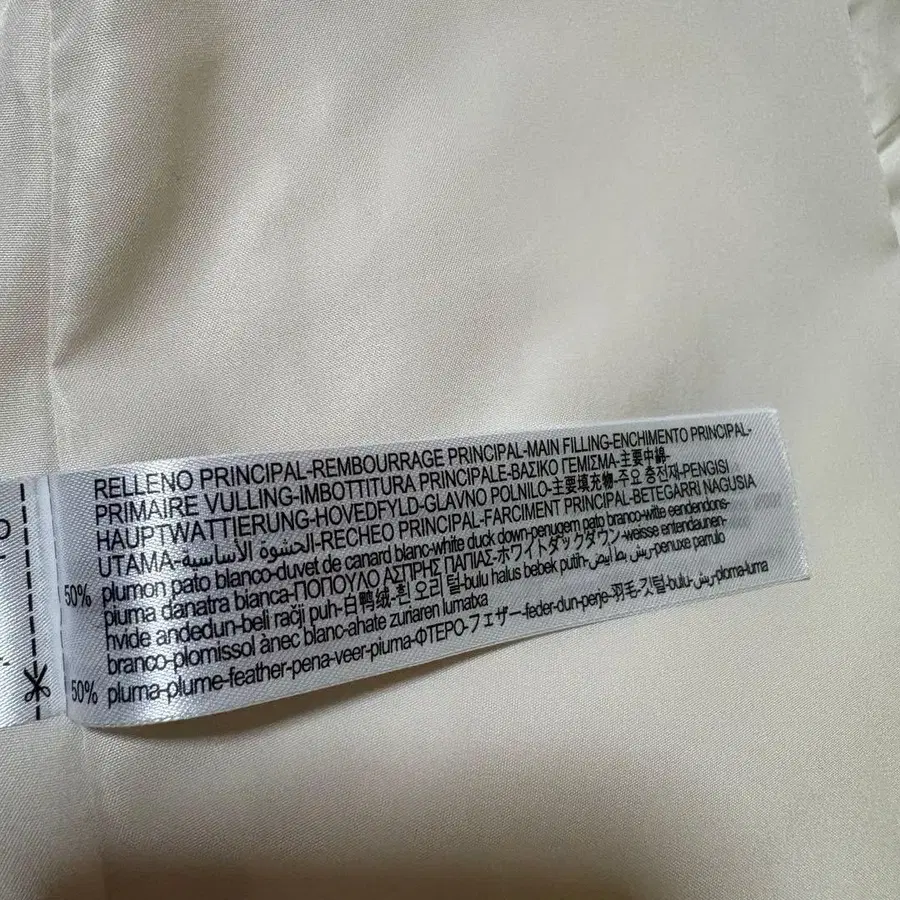 RELLENO PRINCIPAL-REMBOURRAGE PRINCIPAL-MAIN FILLING-ENCHIMENTO PRINCIPAL-
PRIMAIRE VULLING-IMBOTTITURA PRINCIPALE-ΒΑΣΙΚΟ ΓΕΜΙΣΜΑ-主要中綿-
HAUPTWATTIERUNG-HOVEDFYLD-GLAVNO POLNILO-主要填充物-주요 충전재-PENGISI
UTAMA-الحشوة الأساسية-RECHEO PRINCIPAL-FARCIMENT PRINCIPAL-BETEGARRI NAGUSIA
50% plumon pato blanco-duvet de canard blanc-white duck down-penugem pato branco-witte eendendons-
piuma danatra bianca-ΠΟΠΟΥΛΟ ΑΣΠΡΗΣ ΠΑΠΙΑΣ-ホワイトダックダウン-weisse entendaunen-
hvide andedun-beli račji puh-白鸭绒-흰 오리 털-bulu halus bebek putih-ريش بط أبيض-penuxe parrulo
branco-plomissol ànec blanc-ahate zuriaren lumatxa
50% pluma-plume-feather-pena-veer-piuma-ΦΤΕΡΟ-フェザー-feder-dun-perje-羽毛-깃털-bulu-ريش-ploma-luma